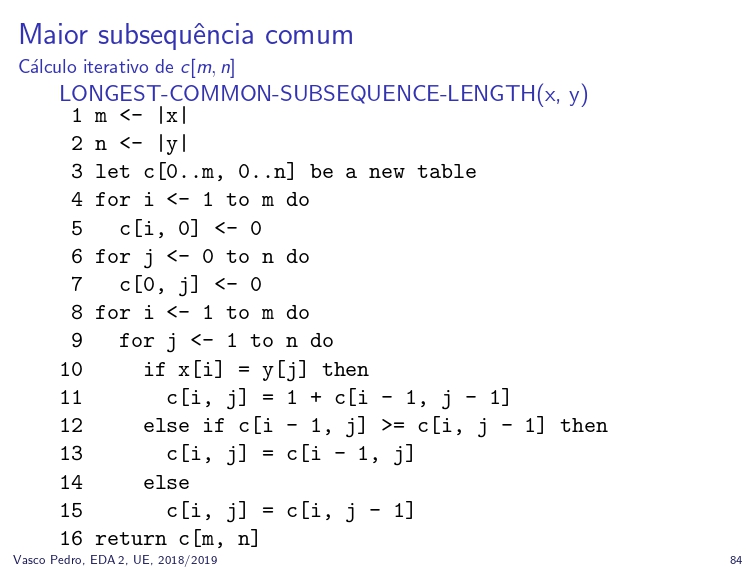 Maior subsequência comum
Cálculo iterativo de c[m, n]
LONGEST-COMMON-SUBSEQUENCE-LENGTH(x, y)
1 m <- |x|
2 n <- |y|
3 let c[0..m, 0..n] be a new table
4 for i <- 1 to m do
5   c[i, 0] <- 0
6 for j <- 0 to n do
7   c[0, j] <- 0
8 for i <- 1 to m do
9   for j <- 1 to n do
10     if x[i] = y[j] then
11       c[i, j] = 1 + c[i - 1, j - 1]
12     else if c[i - 1, j] >= c[i, j - 1] then
13       c[i, j] = c[i - 1, j]
14     else
15       c[i, j] = c[i, j - 1]
16 return c[m, n]
Vasco Pedro, EDA 2, UE, 2018/2019 84